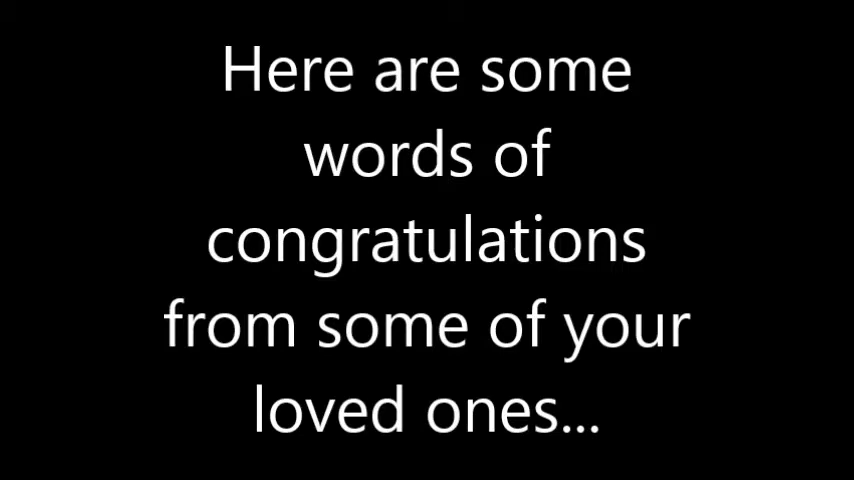 Here are some
words of
congratulations
from some of your
loved ones...